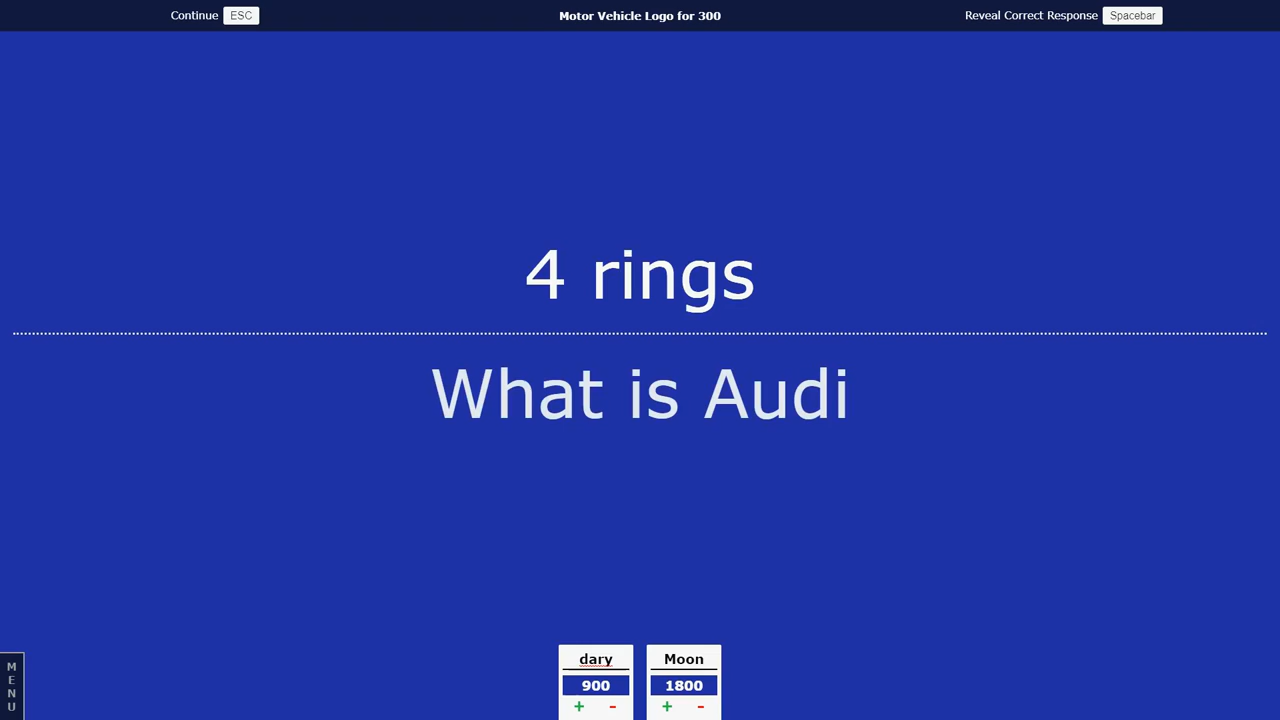 Continue ESC
Motor Vehicle Logo for 300
Reveal Correct Response Spacebar
4 rings
What is Audi
MENU
dary
900
+ -
Moon
1800
+ -